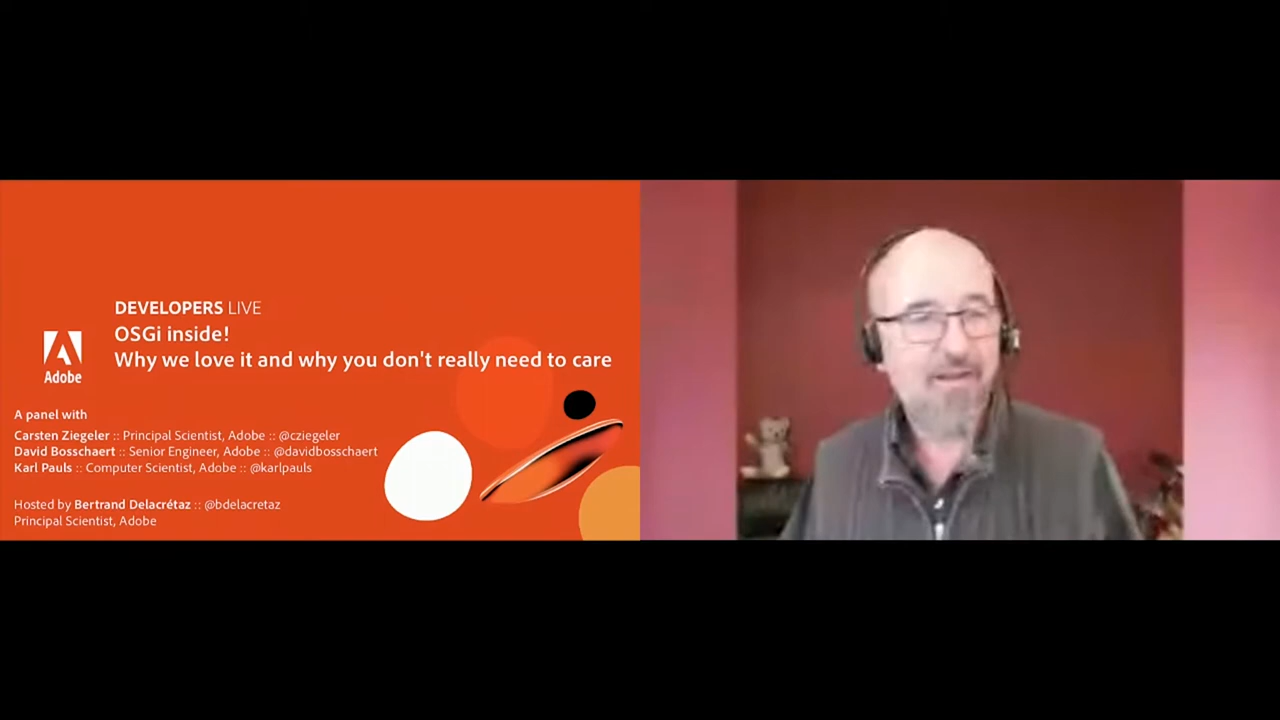 DEVELOPERS LIVE
OSGi inside!
Why we love it and why you don't really need to care
Adobe
A panel with
Carsten Ziegeler :: Principal Scientist, Adobe :: @cziegeler
David Bosschaert :: Senior Engineer, Adobe :: @davidbosschaert
Karl Pauls :: Computer Scientist, Adobe :: @karlpauls
Hosted by Bertrand Delacrétaz :: @bdelacretaz
Principal Scientist, Adobe